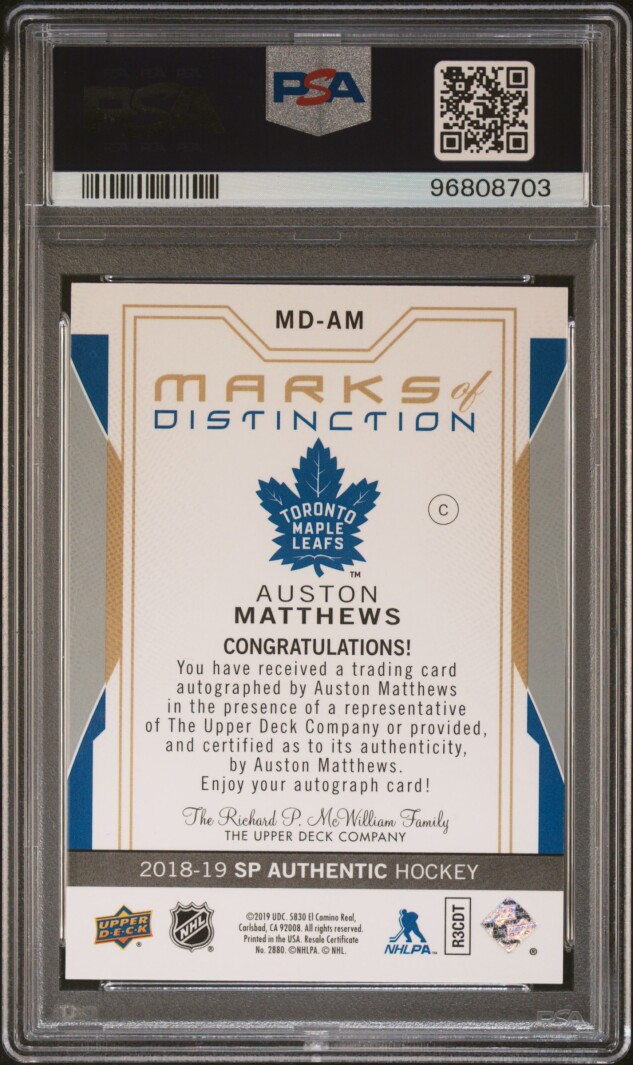 PSA
96808703
MD-AM
MARKS of
DISTINCTION
TORONTO
MAPLE
LEAFS
TM
C
AUSTON
MATTHEWS
CONGRATULATIONS!
You have received a trading card
autographed by Auston Matthews
in the presence of a representative
of The Upper Deck Company or provided,
and certified as to its authenticity,
by Auston Matthews.
Enjoy your autograph card!
The Richard P. McWilliam Family
THE UPPER DECK COMPANY
2018-19 SP AUTHENTIC HOCKEY
UPPER
D·E·C·K
®
NHL
®
©2019 UDC. 5830 El Camino Real,
Carlsbad, CA 92008. All rights reserved.
Printed in the USA. Resale Certificate
No. 2880. ©NHLPA. © NHL.
NHLPA™
R3CDT
®
PSA